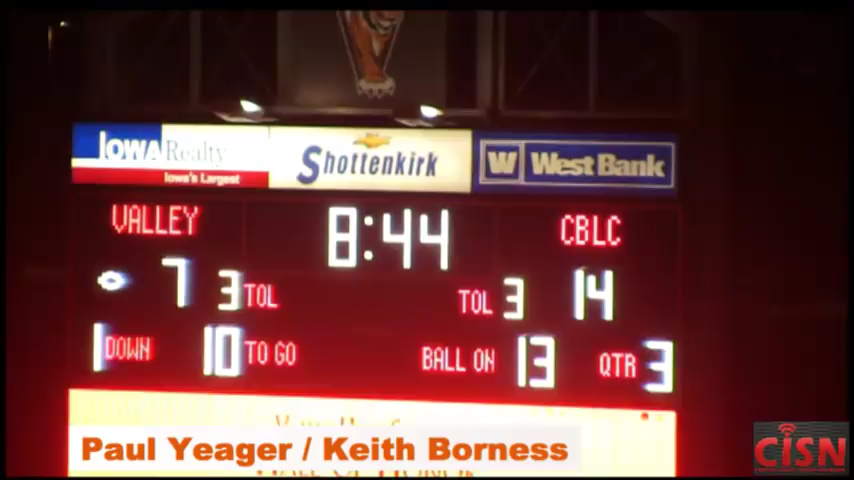 IOWA Realty
Iowa's Largest
Shottenkirk
W West Bank
VALLEY 8:44 CBLC
7 3 TOL TOL 3 14
1 DOWN 10 TO GO BALL ON 13 QTR 3
Paul Yeager / Keith Borness
CISN